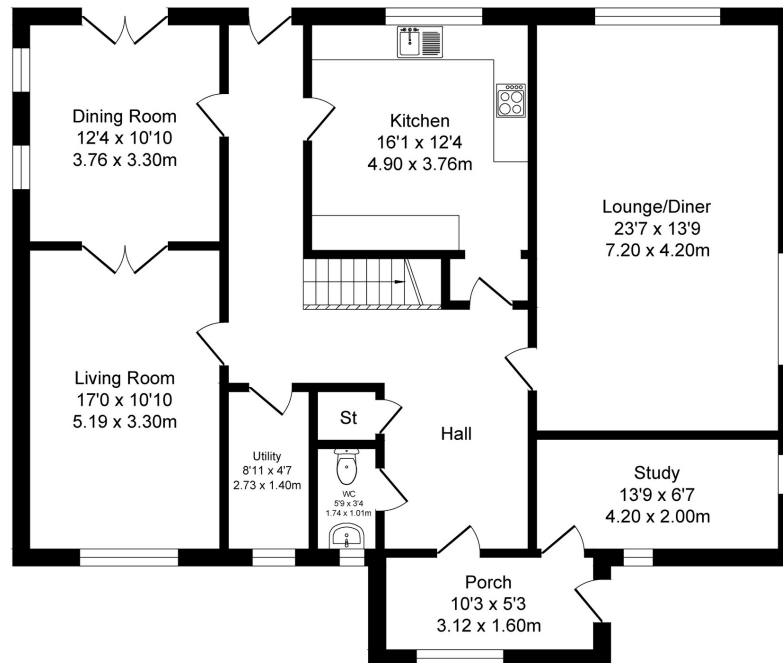 Dining Room
12'4 x 10'10
3.76 x 3.30m
Kitchen
16'1 x 12'4
4.90 x 3.76m
Lounge/Diner
23'7 x 13'9
7.20 x 4.20m
Living Room
17'0 x 10'10
5.19 x 3.30m
Utility
8'11 x 4'7
2.73 x 1.40m
St
WC
5'9 x 3'4
1.74 x 1.01m
Hall
Study
13'9 x 6'7
4.20 x 2.00m
Porch
10'3 x 5'3
3.12 x 1.60m